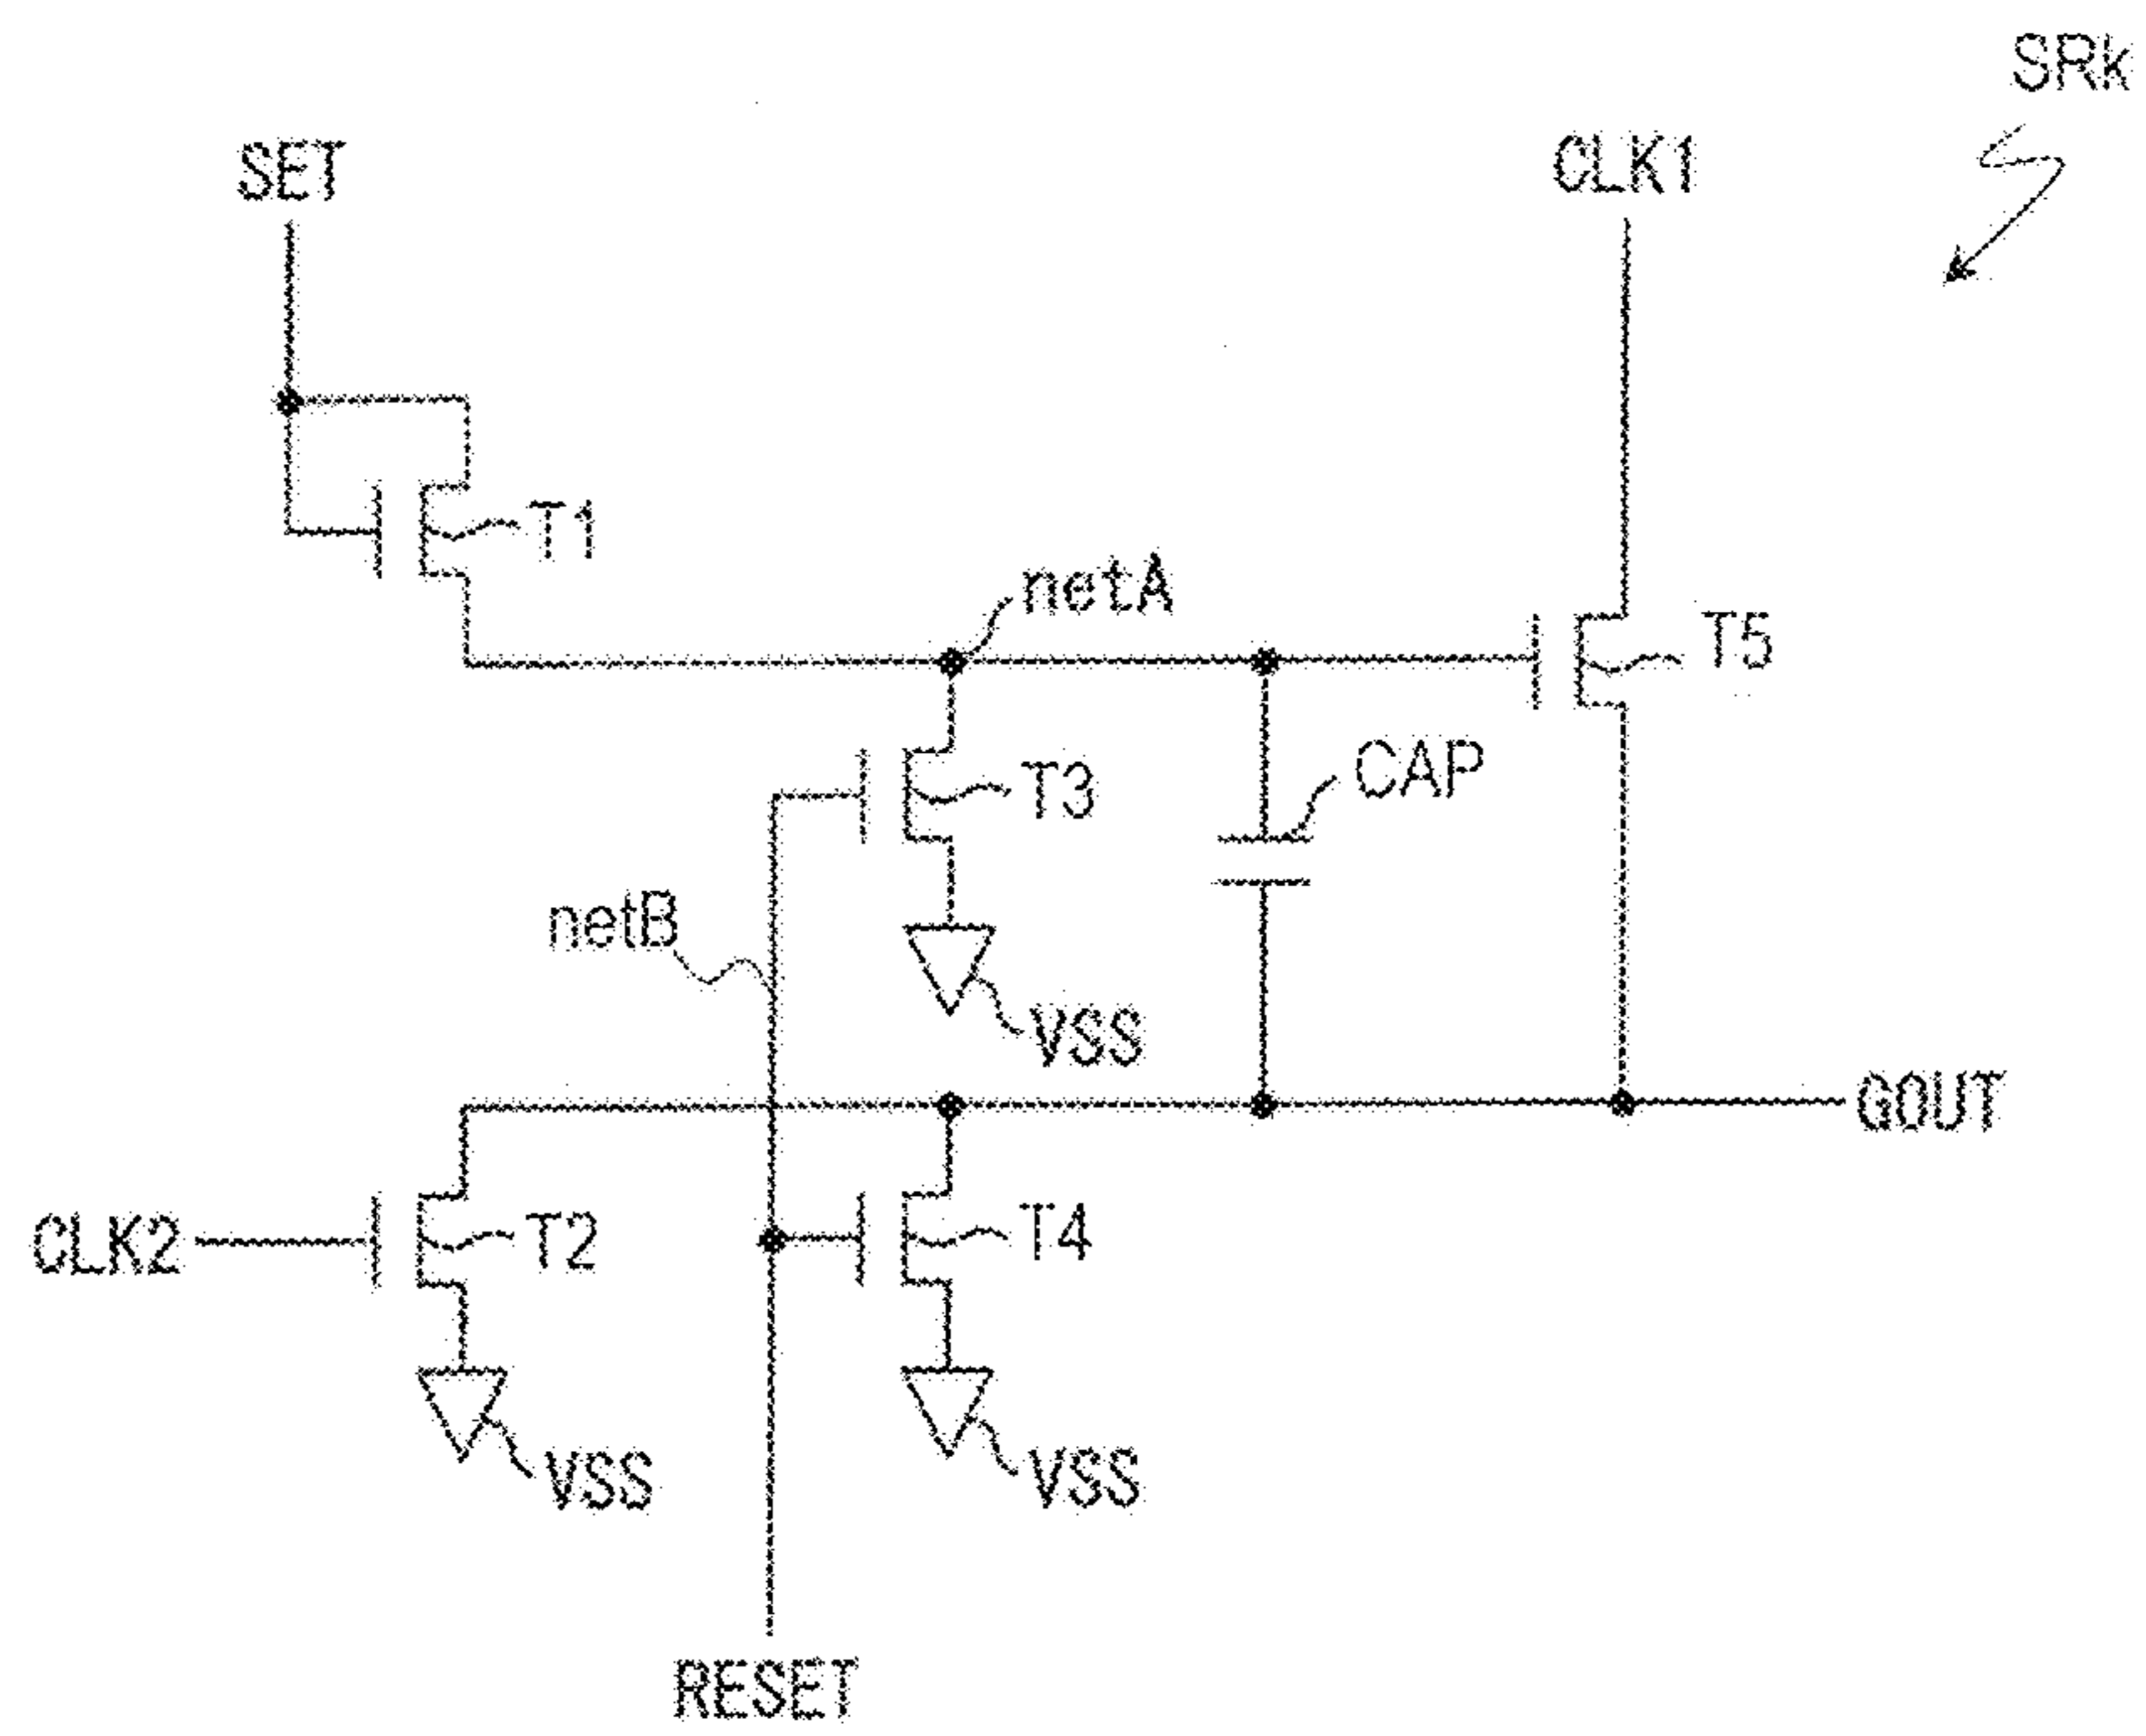 SRk
SET
CLK1
T1
netA
T5
T3
CAP
netB
VSS
GOUT
CLK2
T2
T4
VSS
VSS
RESET